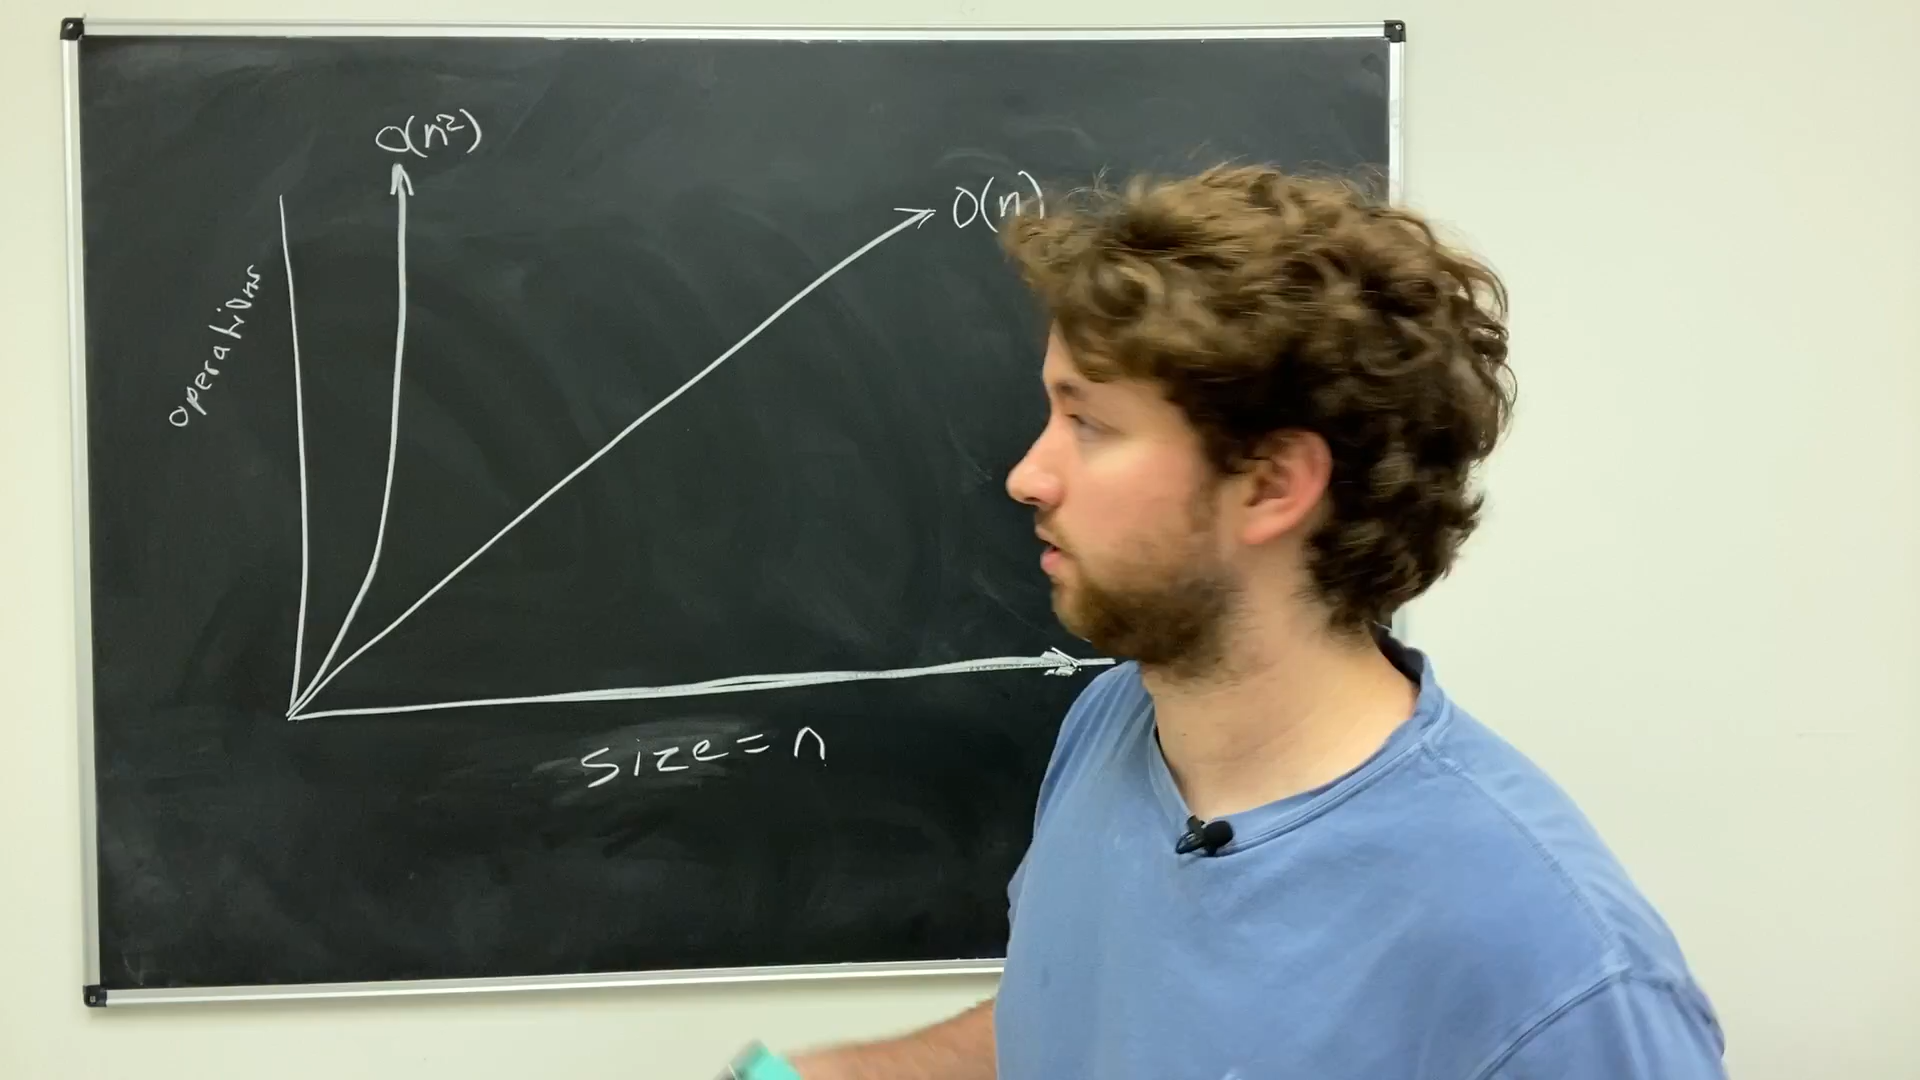 O(n²)
O(n)
operations
size = n